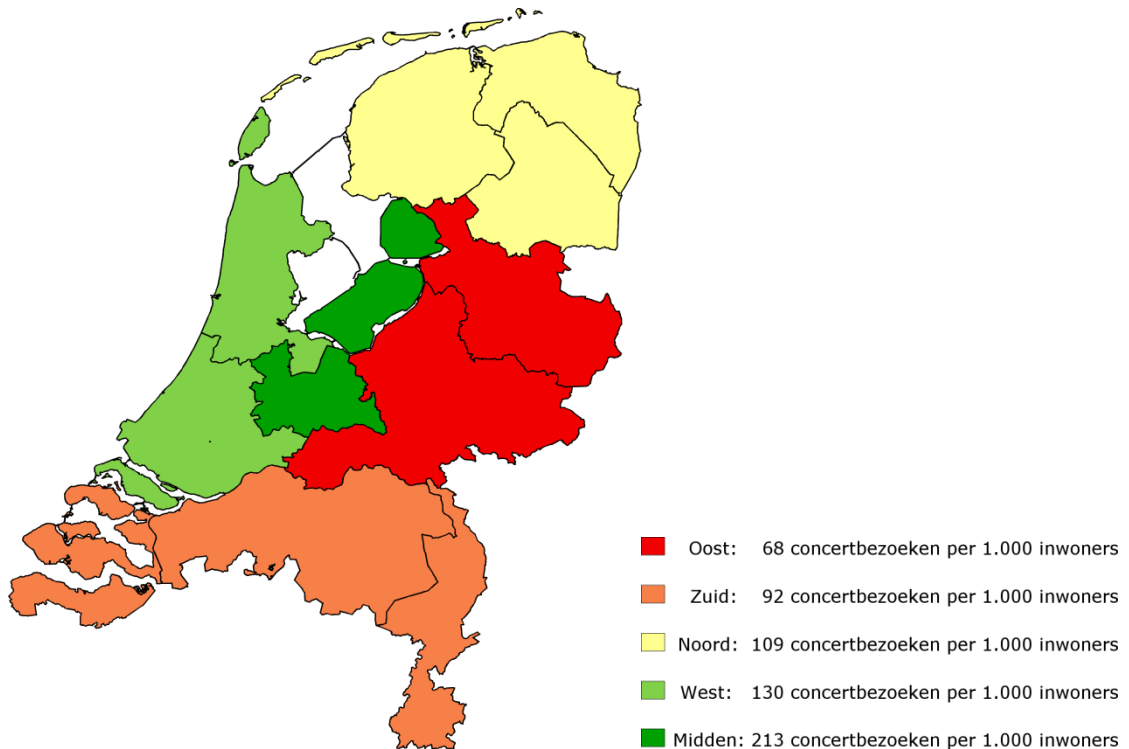 Oost: 68 concertbezoeken per 1.000 inwoners
Zuid: 92 concertbezoeken per 1.000 inwoners
Noord: 109 concertbezoeken per 1.000 inwoners
West: 130 concertbezoeken per 1.000 inwoners
Midden: 213 concertbezoeken per 1.000 inwoners